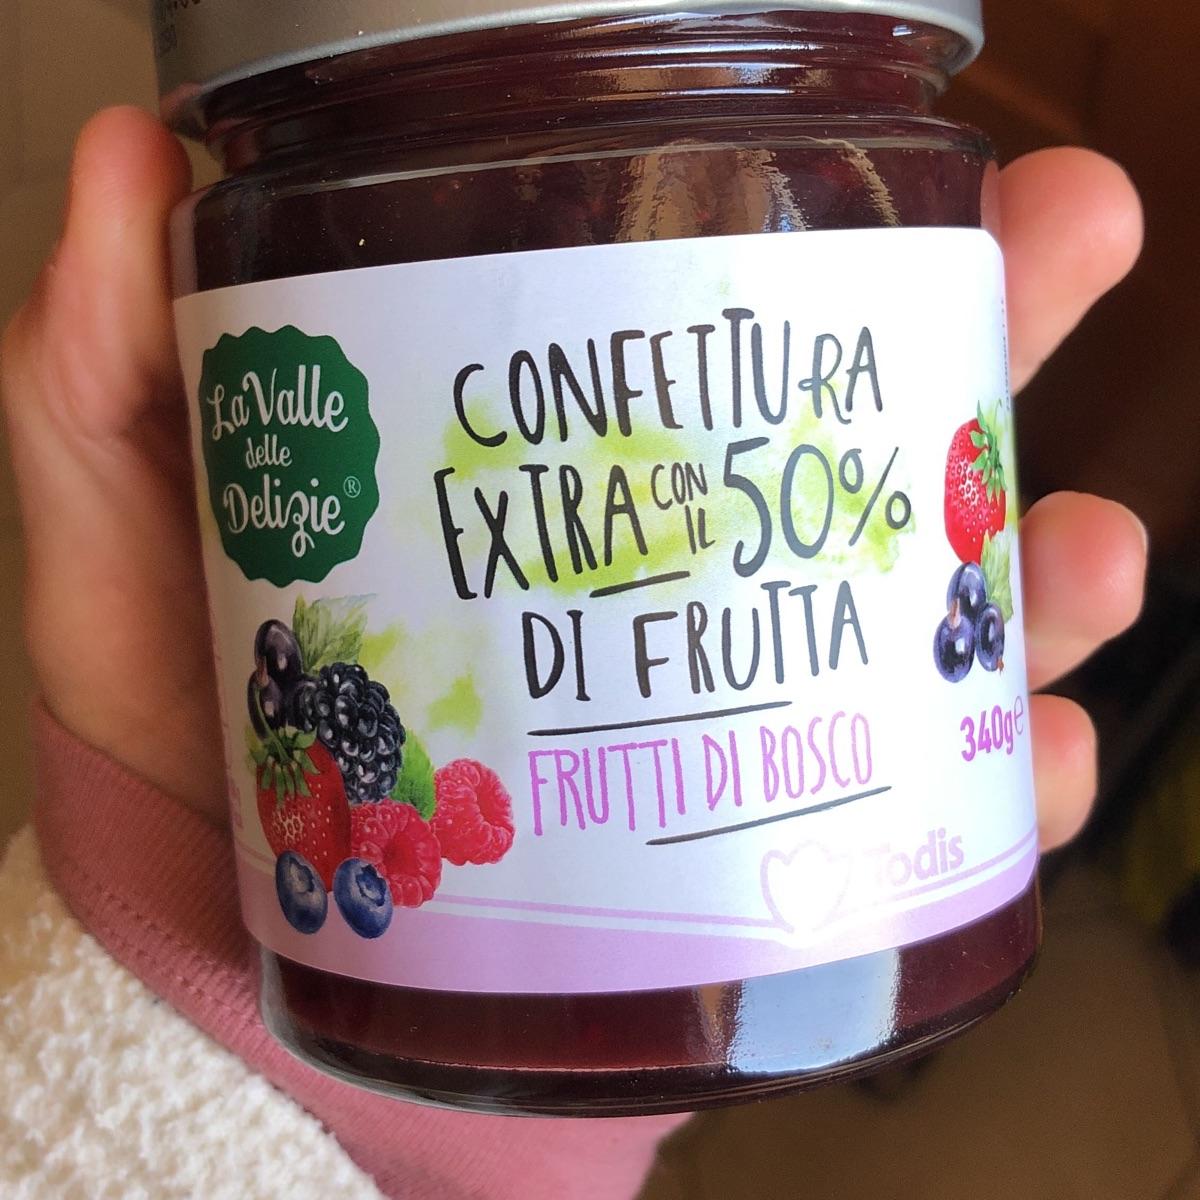 La Valle
delle
Delizie®
CONFETTURA
EXTRA CON IL 50%
DI FRUTTA
FRUTTI DI BOSCO
340g e
Todis